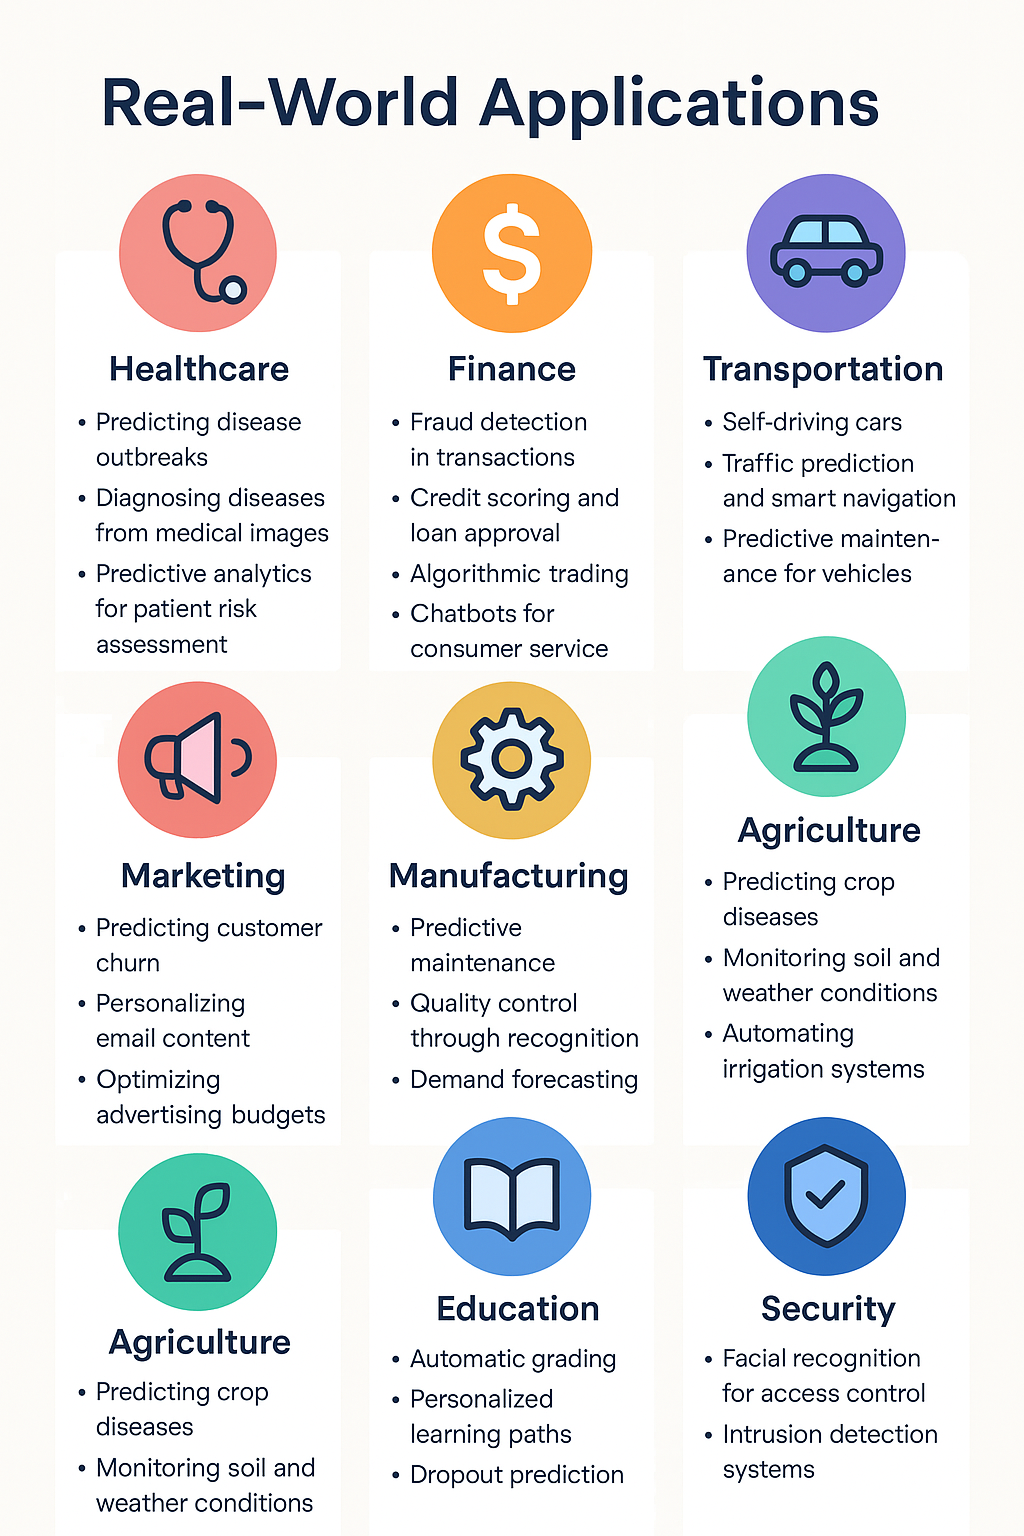 Real-World Applications
Healthcare
• Predicting disease
outbreaks
• Diagnosing diseases
from medical images
• Predictive analytics
for patient risk
assessment
Finance
• Fraud detection
in transactions
• Credit scoring and
loan approval
• Algorithmic trading
• Chatbots for
consumer service
Transportation
• Self-driving cars
• Traffic prediction
and smart navigation
• Predictive mainten-
ance for vehicles
Marketing
• Predicting customer
churn
• Personalizing
email content
• Optimizing
advertising budgets
Manufacturing
• Predictive
maintenance
• Quality control
through recognition
• Demand forecasting
Agriculture
• Predicting crop
diseases
• Monitoring soil and
weather conditions
• Automating
irrigation systems
Agriculture
• Predicting crop
diseases
• Monitoring soil and
weather conditions
Education
• Automatic grading
• Personalized
learning paths
• Dropout prediction
Security
• Facial recognition
for access control
• Intrusion detection
systems